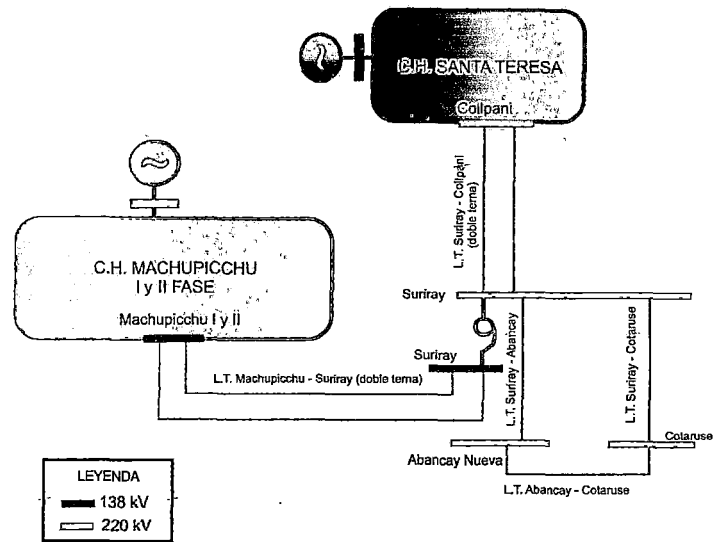 C.H. SANTA TERESA
Collpani
L.T. Suriray - Collpani
(doble terna)
C.H. MACHUPICCHU
I y II FASE
Machupicchu I y II
Suriray
Suriray
L.T. Machupicchu - Suriray (doble terna)
L.T. Suriray - Abancay
L.T. Suriray - Cotaruse
Abancay Nueva
Cotaruse
L.T. Abancay - Cotaruse
LEYENDA
138 kV
220 kV